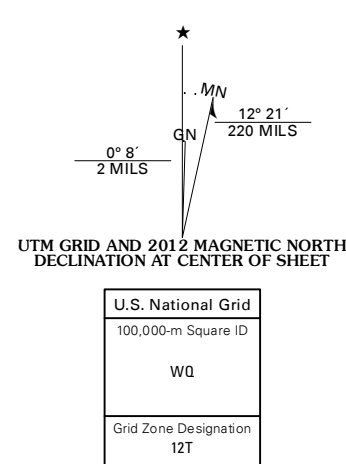 ★
MN
12° 21´
220 MILS
GN
0° 8´
2 MILS
UTM GRID AND 2012 MAGNETIC NORTH
DECLINATION AT CENTER OF SHEET
U.S. National Grid
100,000-m Square ID
WQ
Grid Zone Designation
12T